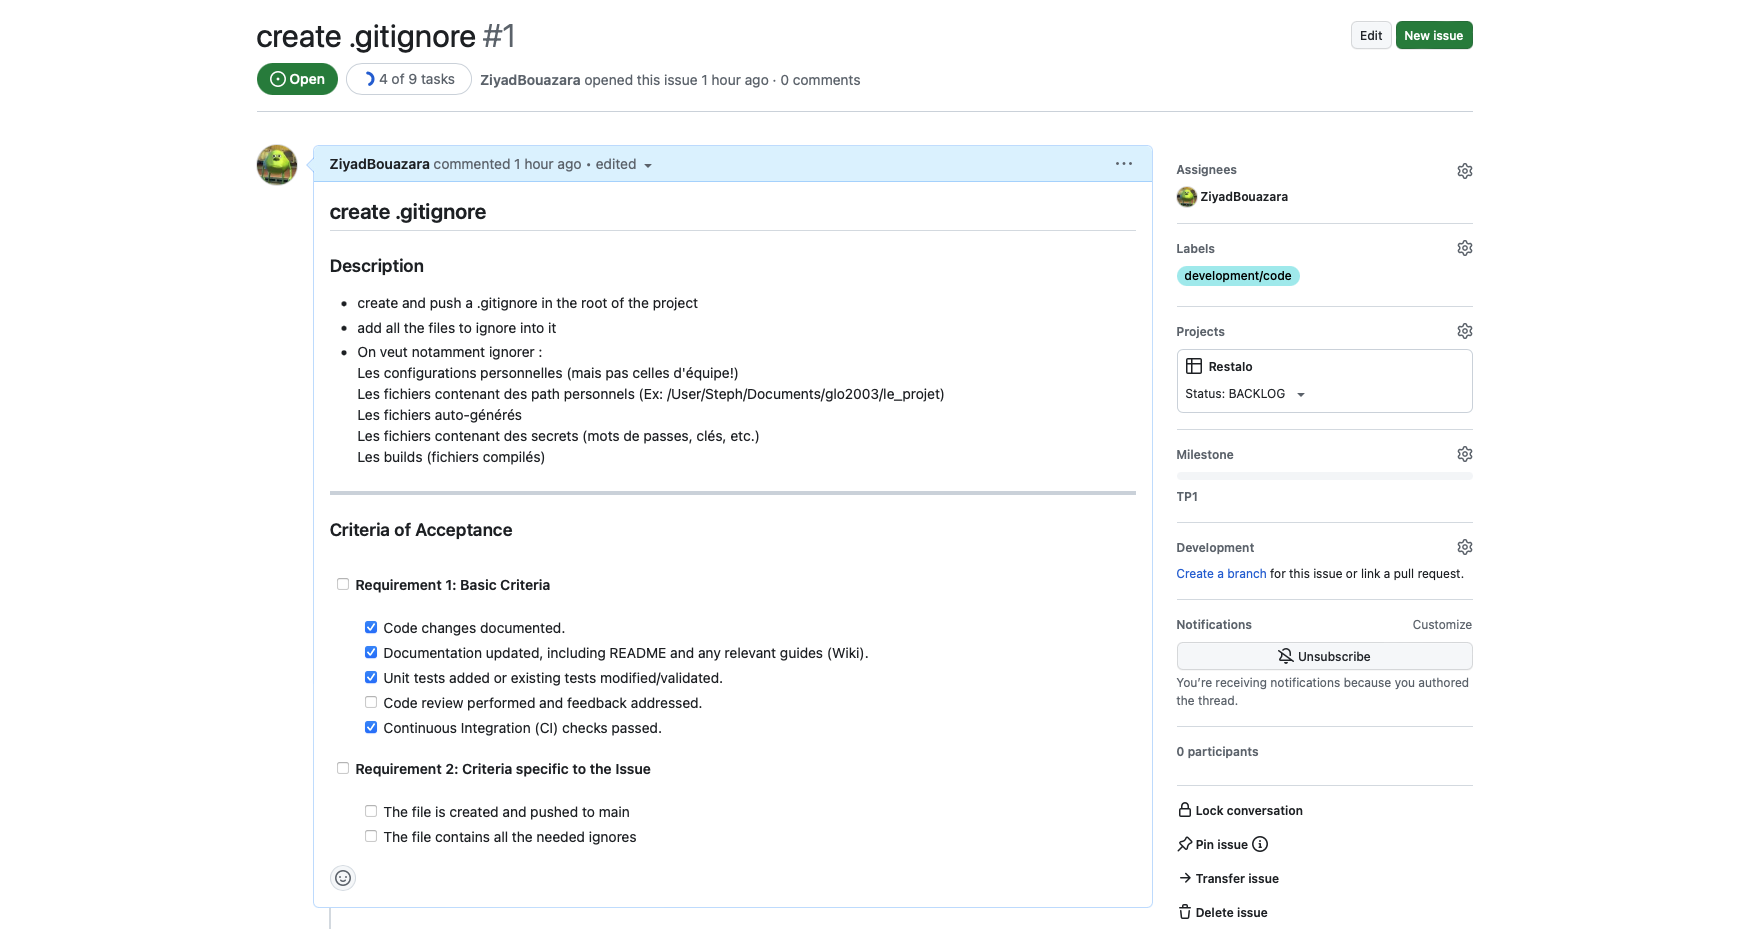 create .gitignore #1
Edit
New issue
Open
4 of 9 tasks
ZiyadBouazara opened this issue 1 hour ago · 0 comments
ZiyadBouazara commented 1 hour ago • edited
create .gitignore
Description
create and push a .gitignore in the root of the project
add all the files to ignore into it
On veut notamment ignorer :
Les configurations personnelles (mais pas celles d'équipe!)
Les fichiers contenant des path personnels (Ex: /User/Steph/Documents/glo2003/le_projet)
Les fichiers auto-générés
Les fichiers contenant des secrets (mots de passes, clés, etc.)
Les builds (fichiers compilés)
Criteria of Acceptance
Requirement 1: Basic Criteria
Code changes documented.
Documentation updated, including README and any relevant guides (Wiki).
Unit tests added or existing tests modified/validated.
Code review performed and feedback addressed.
Continuous Integration (CI) checks passed.
Requirement 2: Criteria specific to the Issue
The file is created and pushed to main
The file contains all the needed ignores
Assignees
ZiyadBouazara
Labels
development/code
Projects
Restalo
Status: BACKLOG
Milestone
TP1
Development
Create a branch for this issue or link a pull request.
Notifications
Customize
Unsubscribe
You're receiving notifications because you authored
the thread.
0 participants
Lock conversation
Pin issue
Transfer issue
Delete issue